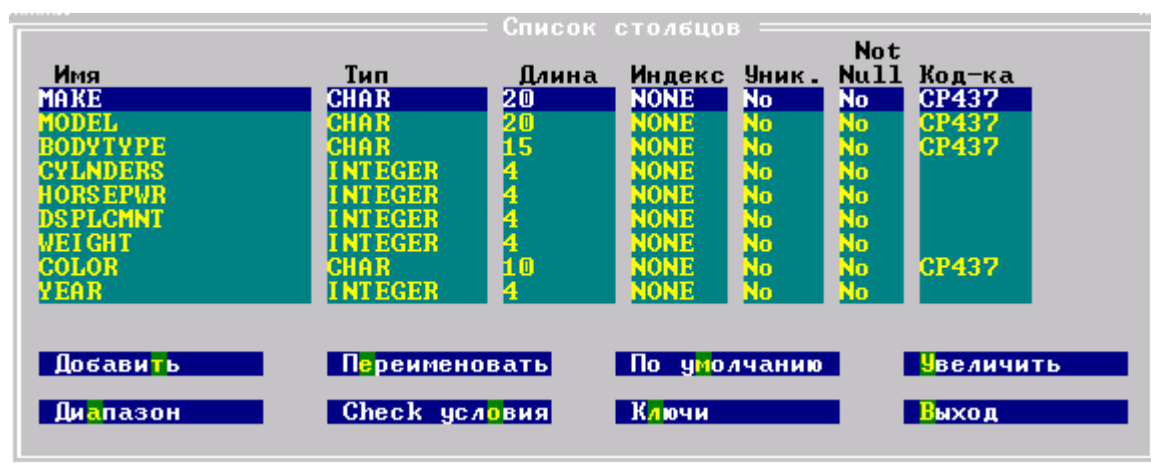 Список столбцов
Not
Имя Тип Длина Индекс Уник. Null Код-ка
MAKE CHAR 20 NONE No No CP437
MODEL CHAR 20 NONE No No CP437
BODYTYPE CHAR 15 NONE No No CP437
CYLNDERS INTEGER 4 NONE No No
HORSEPWR INTEGER 4 NONE No No
DSPLCMNT INTEGER 4 NONE No No
WEIGHT INTEGER 4 NONE No No
COLOR CHAR 10 NONE No No CP437
YEAR INTEGER 4 NONE No No
Добавить Переименовать По умолчанию Увеличить
Диапазон Check условия Ключи Выход